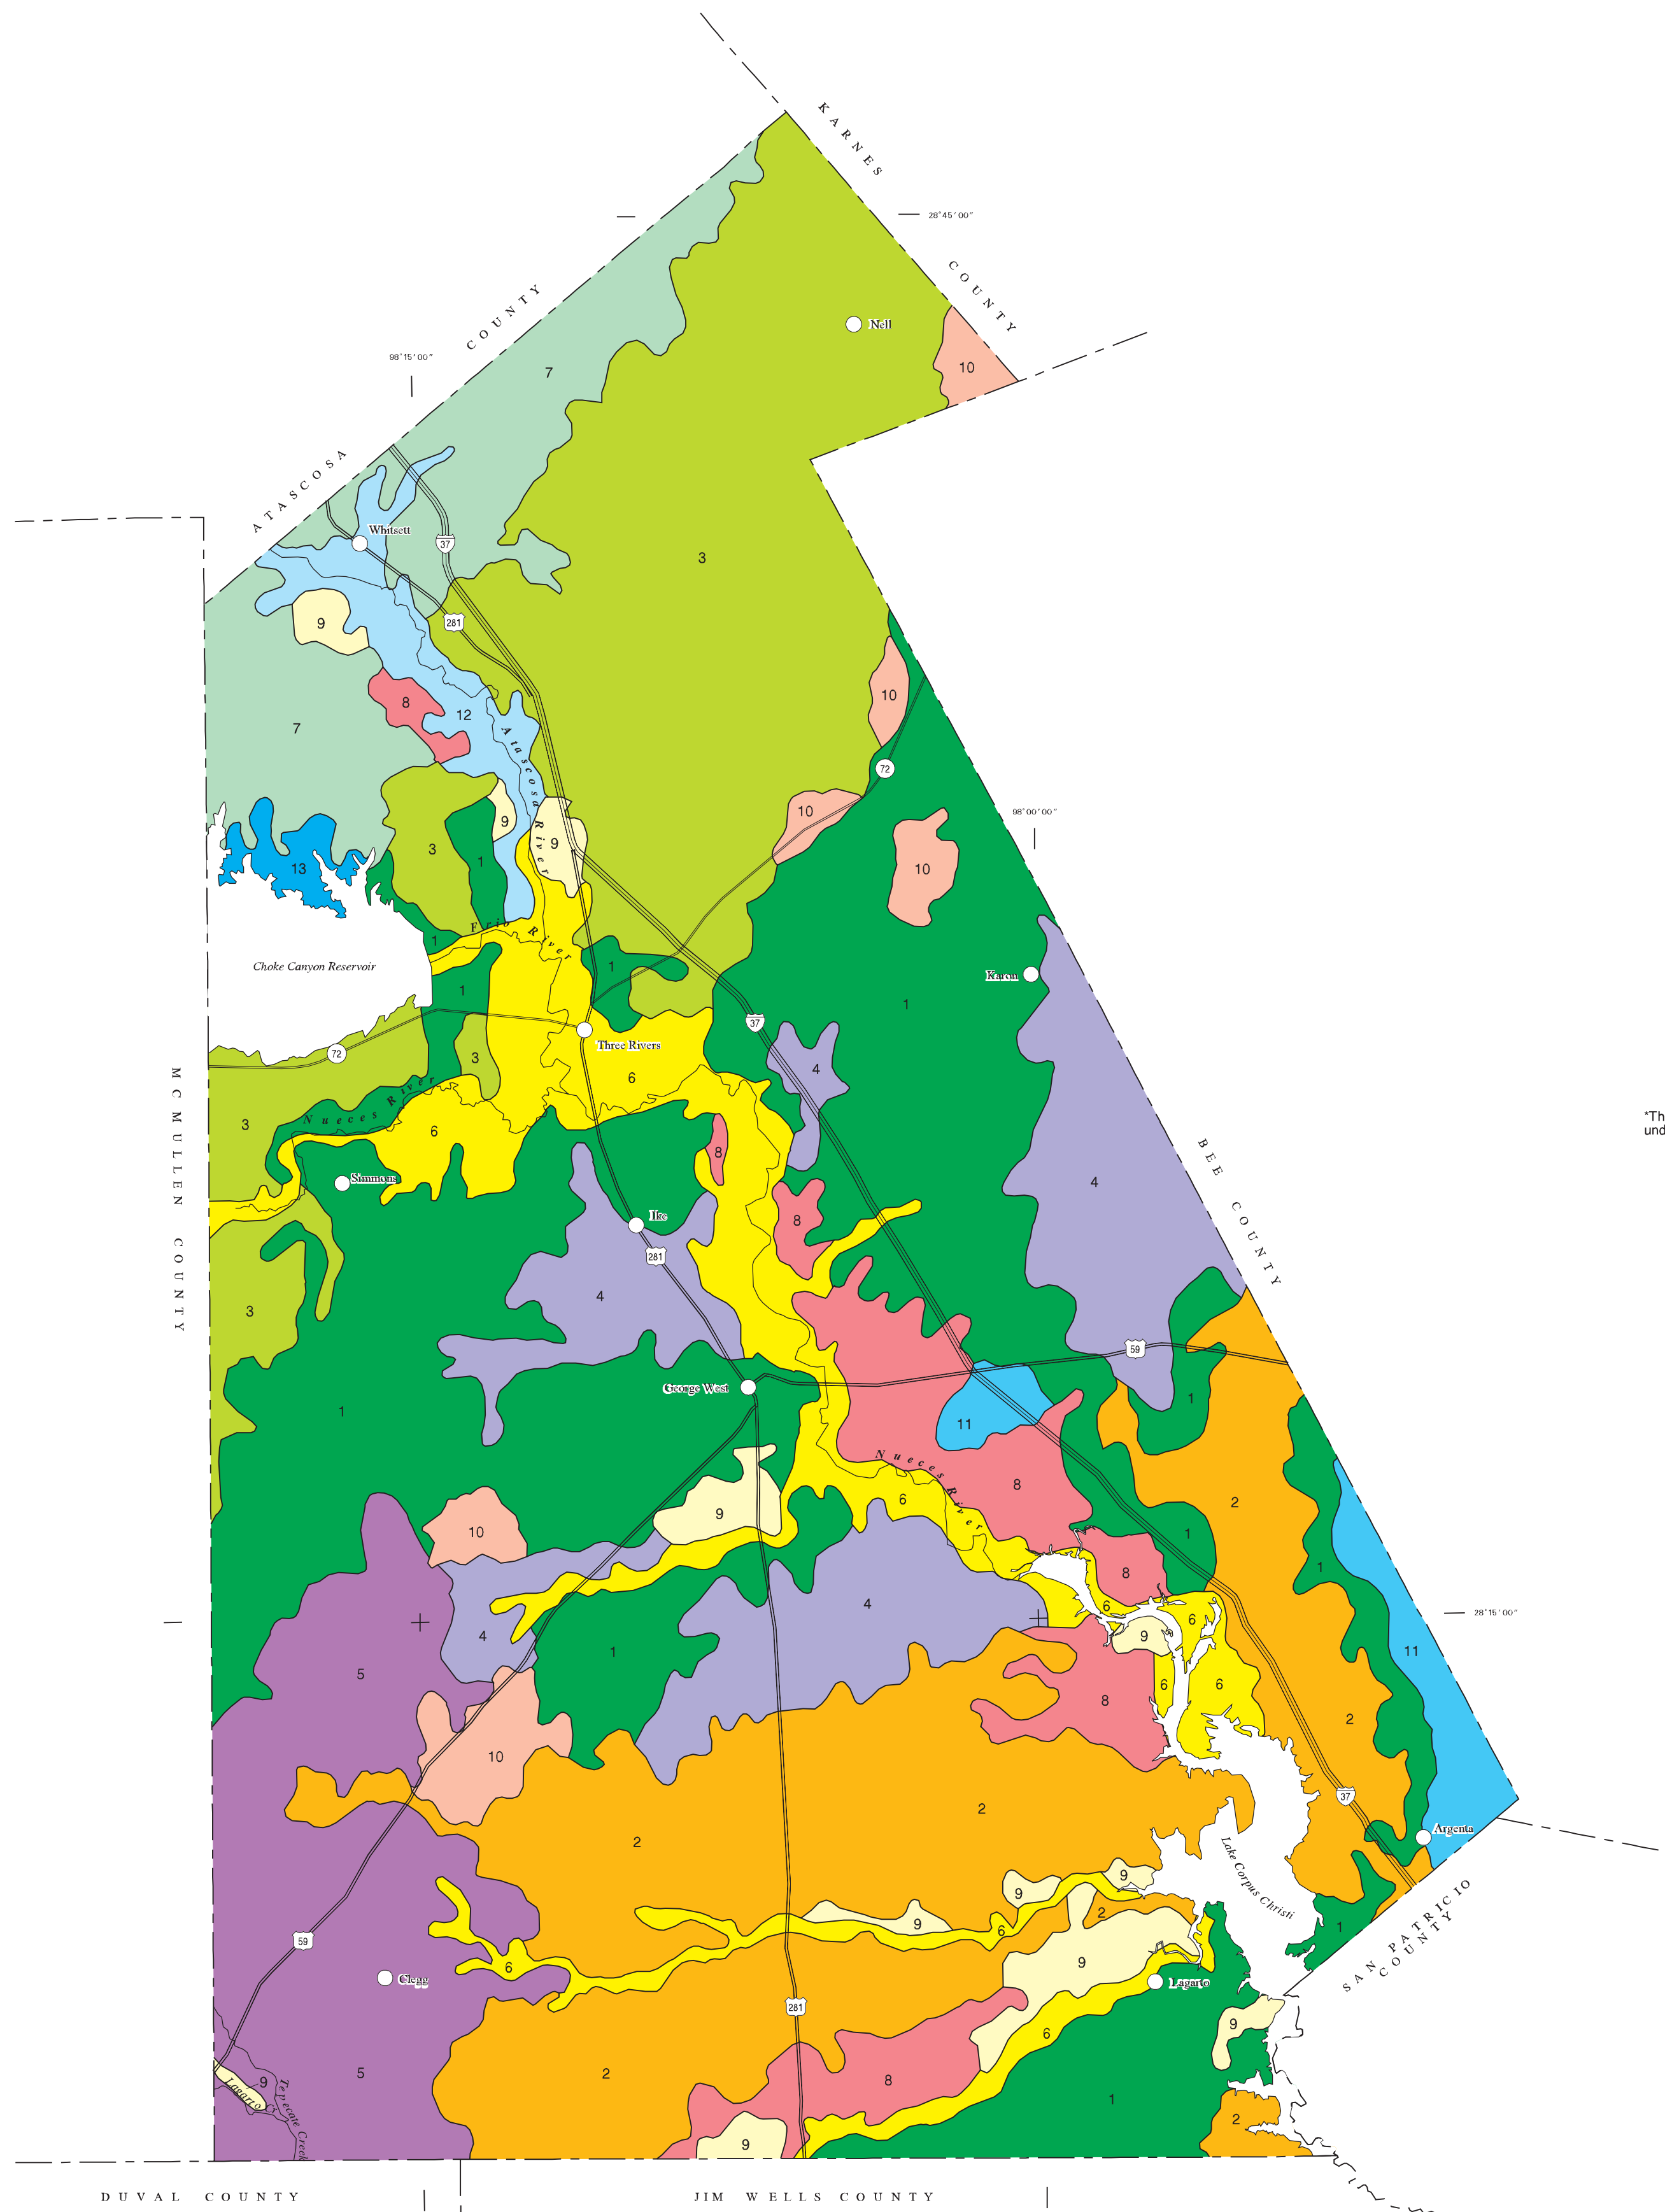 KARNES
COUNTY
28°45'00"
Nell
10
98°15'00"
COUNTY
7
ATASCOSA
Whitsett
37
3
281
9
10
8
12
7
Atascosa River
72
10
98°00'00"
9
9
3
1
13
10
Frio River
1
1
Choke Canyon Reservoir
Karon
1
1
37
Three Rivers
72
3
4
6
*Th
und
MCMULLEN COUNTY
Nueces River
3
6
8
BEE COUNTY
Simmons
4
Ike
8
281
4
3
59
George West
1
1
11
Nueces River
8
6
2
9
10
1
1
8
4
6
6
28°15'00"
4
9
1
11
5
6
6
8
2
10
37
2
Argenta
2
Lake Corpus Christi
9
9
2
9
6
1
SAN PATRICIO
COUNTY
59
9
6
Clegg
Lagarto
281
9
6
5
2
8
9
Lagarto
Tepecate Creek
1
2
9
DUVAL COUNTY
JIM WELLS COUNTY